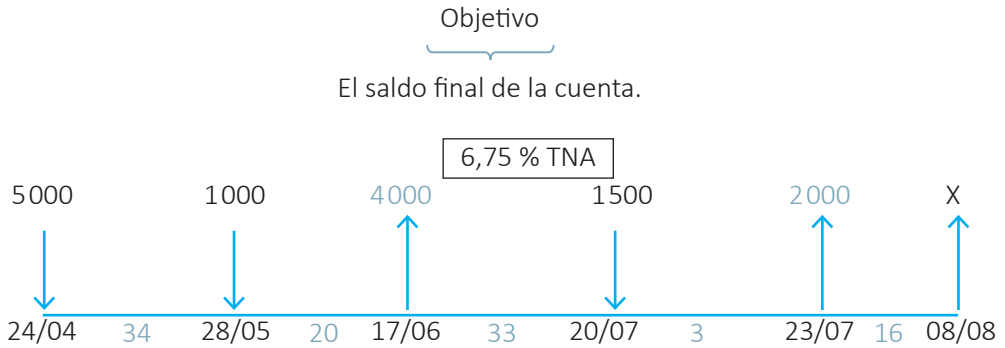 Objetivo
El saldo final de la cuenta.
6,75 % TNA
5000 1000 4000 1500 2000 X
24/04 34 28/05 20 17/06 33 20/07 3 23/07 16 08/08